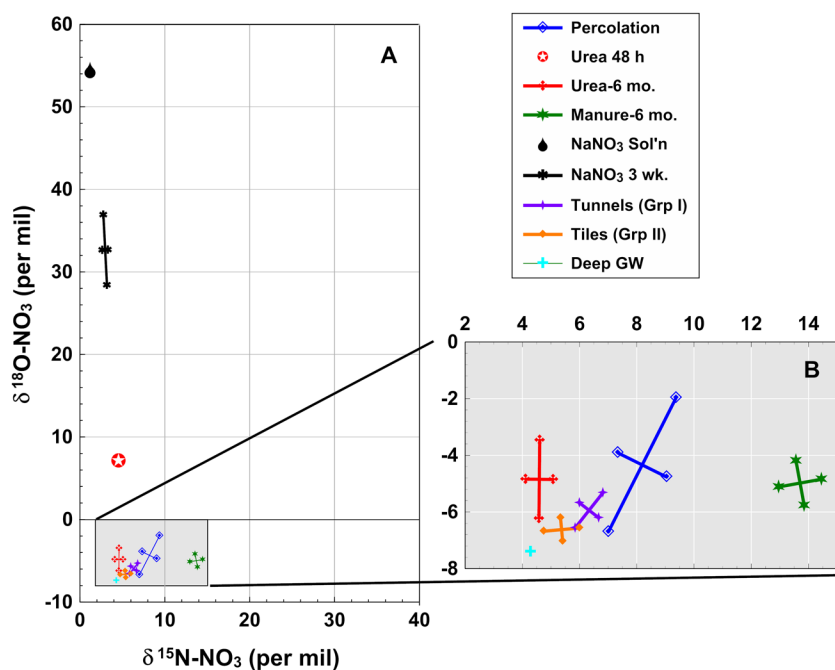 60
50
40
30
20
10
0
-10
δ¹⁸O-NO₃ (per mil)
A
0
10
20
30
40
δ¹⁵N-NO₃ (per mil)
Percolation
Urea 48 h
Urea-6 mo.
Manure-6 mo.
NaNO₃ Sol'n
NaNO₃ 3 wk.
Tunnels (Grp I)
Tiles (Grp II)
Deep GW
2
4
6
8
10
12
14
0
-2
-4
-6
-8
B